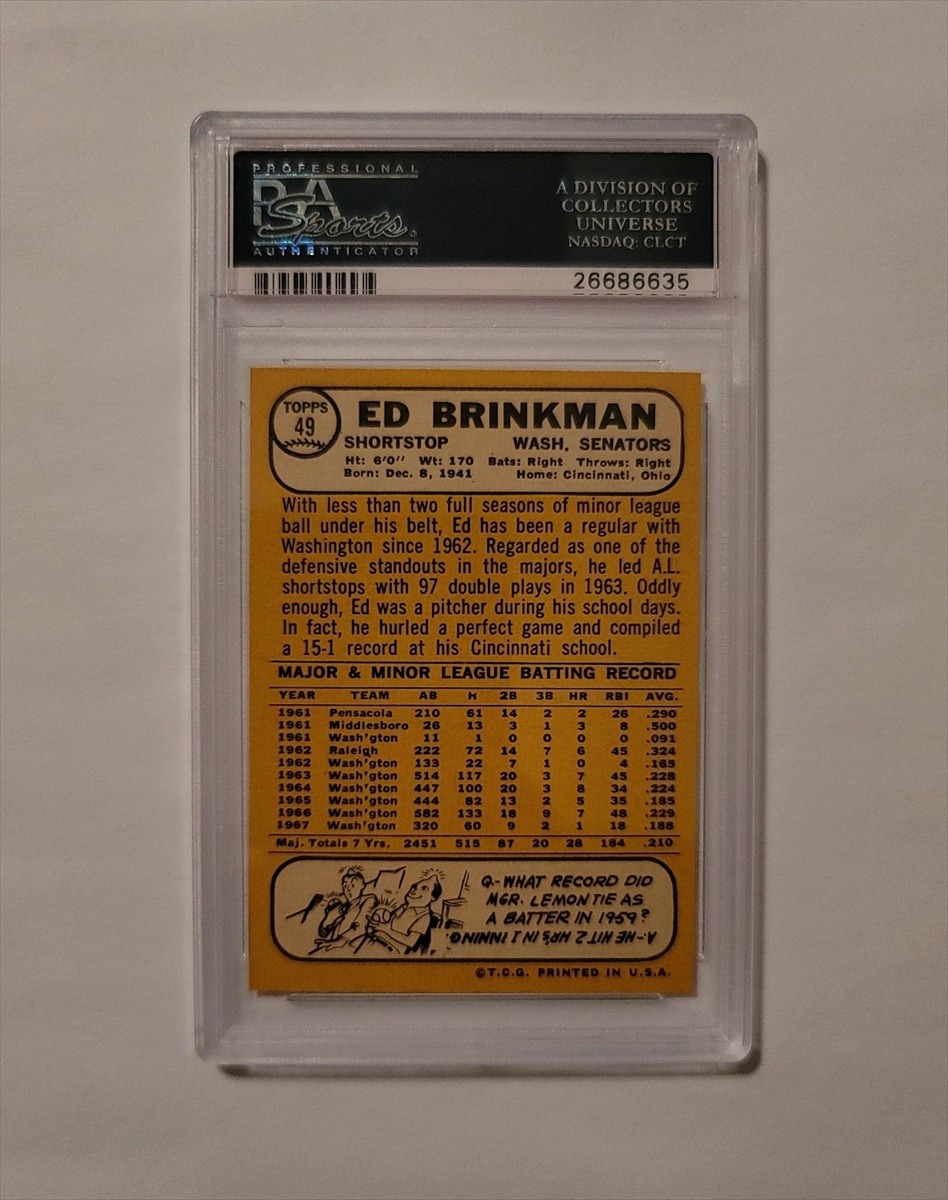 PROFESSIONAL
PSA
Sports
AUTHENTICATOR
A DIVISION OF
COLLECTORS
UNIVERSE
NASDAQ: CLCT
26686635
TOPPS
49
ED BRINKMAN
SHORTSTOP WASH. SENATORS
Ht: 6'0" Wt: 170 Bats: Right Throws: Right
Born: Dec. 8, 1941 Home: Cincinnati, Ohio
With less than two full seasons of minor league
ball under his belt, Ed has been a regular with
Washington since 1962. Regarded as one of the
defensive standouts in the majors, he led A.L.
shortstops with 97 double plays in 1963. Oddly
enough, Ed was a pitcher during his school days.
In fact, he hurled a perfect game and compiled
a 15-1 record at his Cincinnati school.
MAJOR & MINOR LEAGUE BATTING RECORD
YEAR TEAM AB H 2B 3B HR RBI AVG.
1961 Pensacola 210 61 14 2 2 26 .290
1961 Middlesboro 26 13 3 1 3 8 .500
1961 Wash'gton 11 1 0 0 0 0 .091
1962 Raleigh 222 72 14 7 6 45 .324
1962 Wash'gton 133 22 7 1 0 4 .165
1963 Wash'gton 514 117 20 3 7 45 .228
1964 Wash'gton 447 100 20 3 8 34 .224
1965 Wash'gton 444 82 13 2 5 35 .185
1966 Wash'gton 582 133 18 9 7 48 .229
1967 Wash'gton 320 60 9 2 1 18 .188
Maj. Totals 7 Yrs. 2451 515 87 20 28 184 .210
Q-WHAT RECORD DID
MGR. LEMON TIE AS
A BATTER IN 1959?
A-HE HIT 2 HRS IN 1 INNING
©T.C.G. PRINTED IN U.S.A.